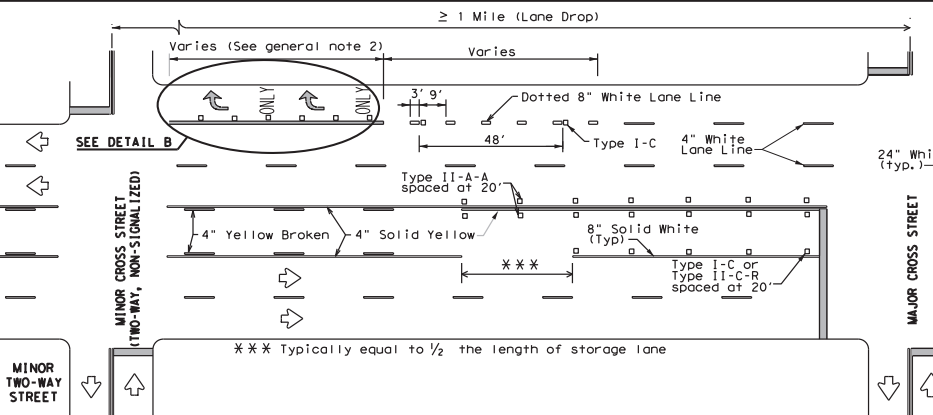 ≥ 1 Mile (Lane Drop)
Varies (See general note 2)
Varies
ONLY
ONLY
3' 9'
Dotted 8" White Lane Line
SEE DETAIL B
48'
Type I-C
4" White
Lane Line
24" Whi
(typ.)
Type II-A-A
spaced at 20'
4" Yellow Broken
4" Solid Yellow
8" Solid White
(Typ)
***
Type I-C or
Type II-C-R
spaced at 20'
MINOR CROSS STREET
(TWO-WAY, NON-SIGNALIZED)
MAJOR CROSS STREET
*** Typically equal to ½ the length of storage lane
MINOR
TWO-WAY
STREET